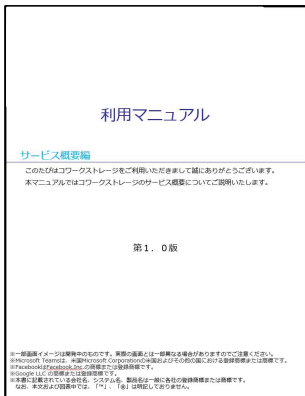 利用マニュアル
サービス概要編
このたびはコワークストレージをご利用いただきまして誠にありがとうございます。
本マニュアルではコワークストレージのサービス概要についてご説明いたします。
第1．0版
※一部画面イメージは開発中のものです。実際の画面とは一部異なる場合がありますのでご注意ください。
※Microsoft Teamsは、米国Microsoft Corporationの米国およびその他の国における登録商標または商標です。
※FacebookはFacebook,Inc.の商標または登録商標です。
※Google LLC の商標または登録商標です。
※本書に記載されている会社名、システム名、製品名は一般に各社の登録商標または商標です。
なお、本文および図表中では、「™」、「®」は明記しておりません。